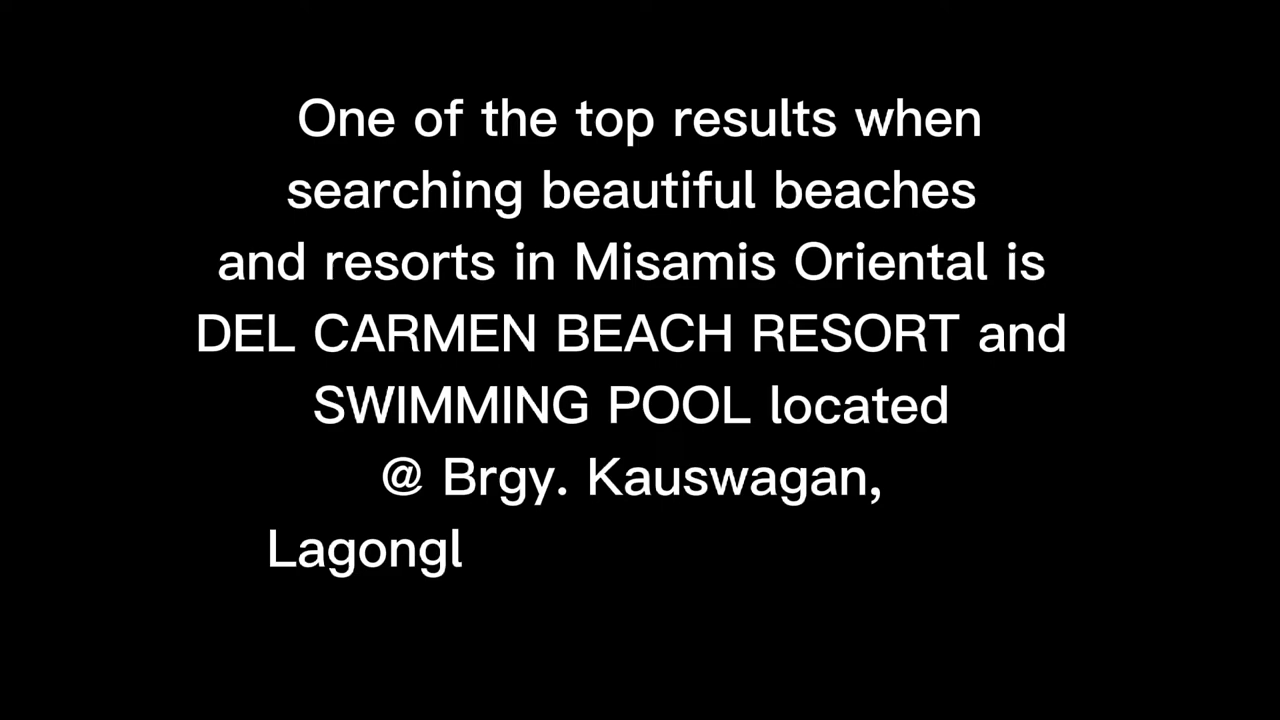 One of the top results when
searching beautiful beaches
and resorts in Misamis Oriental is
DEL CARMEN BEACH RESORT and
SWIMMING POOL located
@ Brgy. Kauswagan,
Lagongl